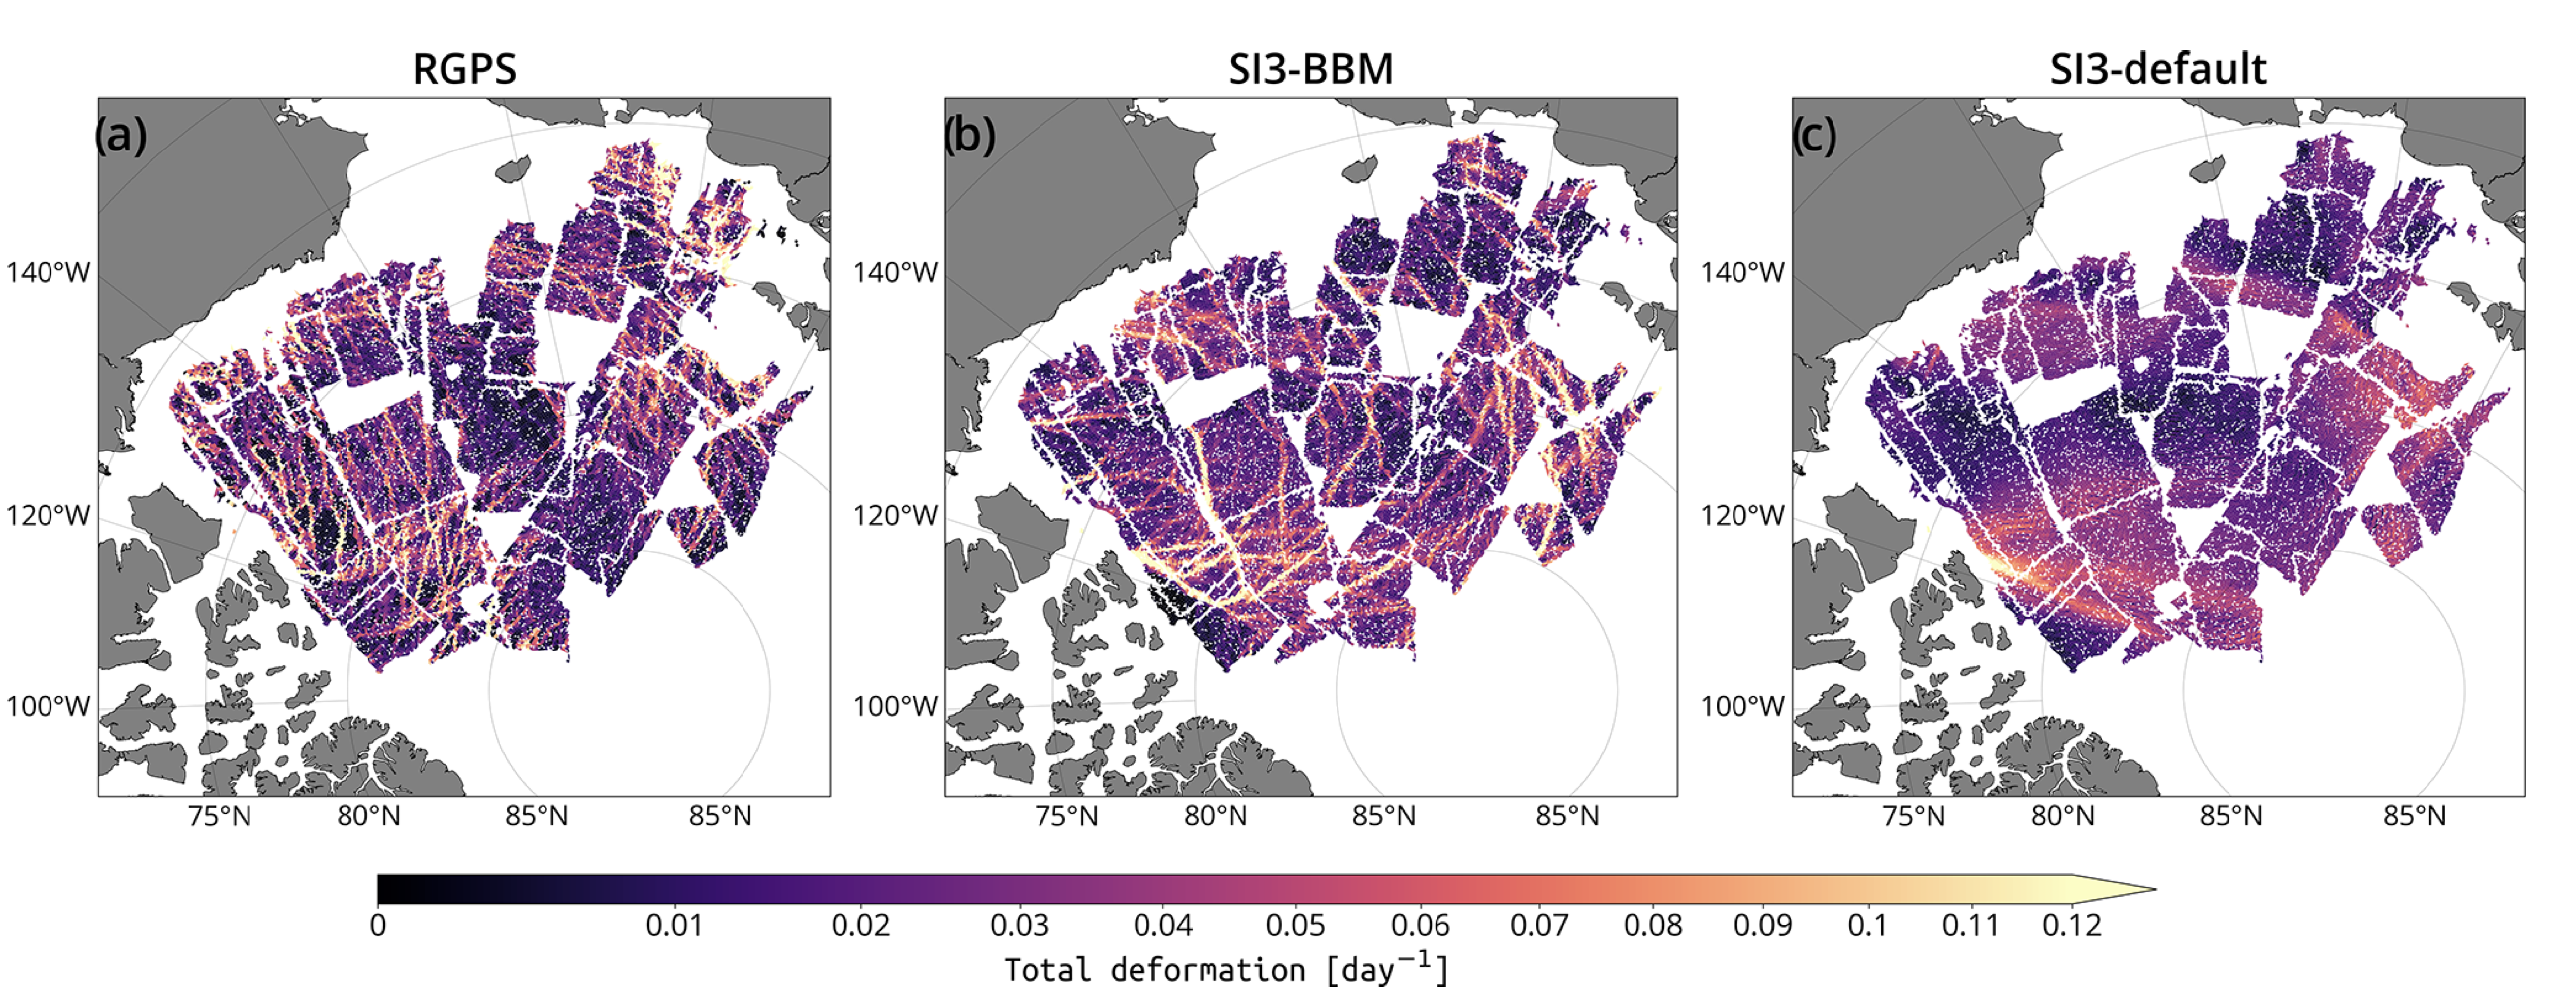 RGPS SI3-BBM SI3-default
(a) (b) (c)
140°W 140°W 140°W
120°W 120°W 120°W
100°W 100°W 100°W
75°N 80°N 85°N 85°N 75°N 80°N 85°N 85°N 75°N 80°N 85°N 85°N
0 0.01 0.02 0.03 0.04 0.05 0.06 0.07 0.08 0.09 0.1 0.11 0.12
Total deformation [day⁻¹]